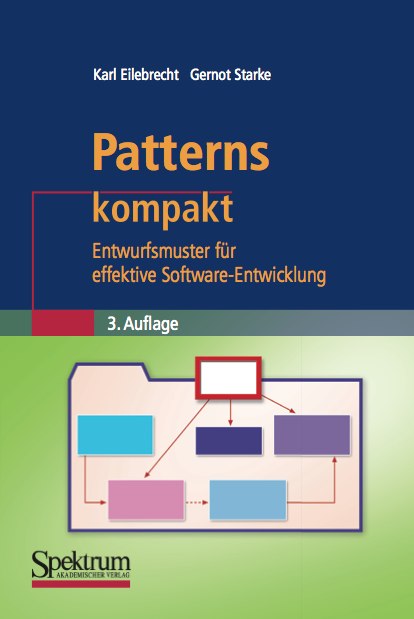 Karl Eilebrecht Gernot Starke
Patterns
kompakt
Entwurfsmuster für
effektive Software-Entwicklung
3. Auflage
Spektrum
AKADEMISCHER VERLAG